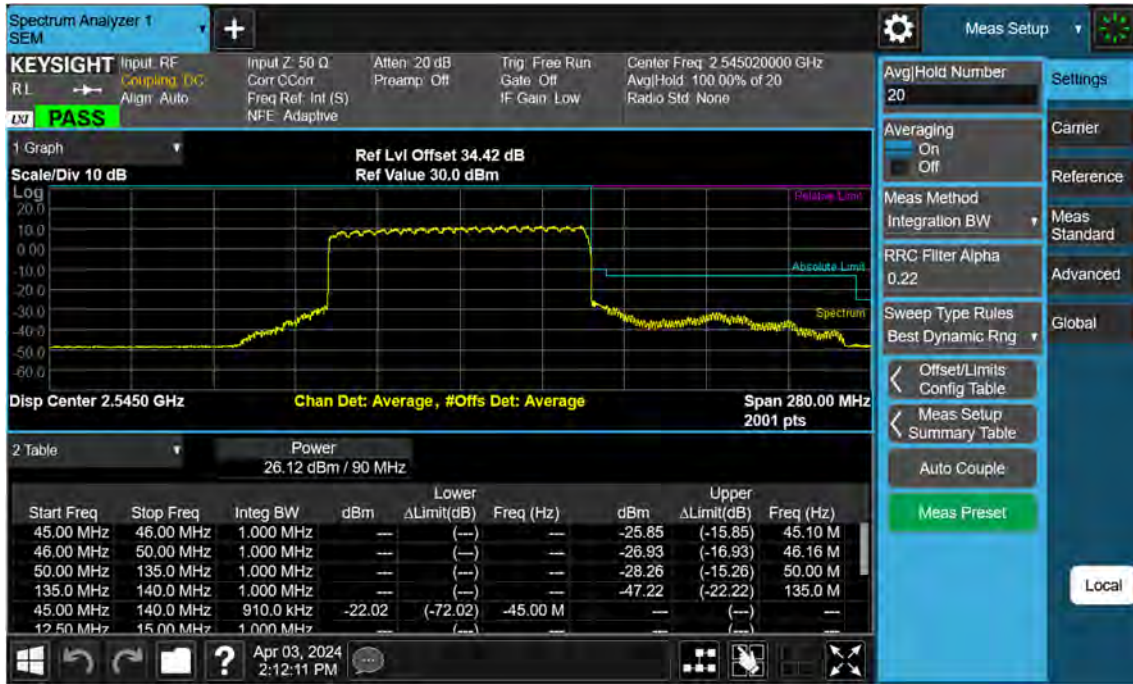 Spectrum Analyzer 1
SEM
+
Meas Setup
KEYSIGHT
RL
LXI PASS
Input: RF
Coupling: DC
Align: Auto
Input Z: 50 Ω
Corr CCorr
Freq Ref: Int (S)
NFE: Adaptive
Atten: 20 dB
Preamp: Off
Trig: Free Run
Gate: Off
IF Gain: Low
Center Freq: 2.545020000 GHz
Avg|Hold: 100.00% of 20
Radio Std: None
1 Graph
Scale/Div 10 dB
Ref Lvl Offset 34.42 dB
Ref Value 30.0 dBm
Log
20.0
10.0
0.00
-10.0
-20.0
-30.0
-40.0
-50.0
-60.0
Relative Limit
Absolute Limit
Spectrum
Disp Center 2.5450 GHz
Chan Det: Average, #Offs Det: Average
Span 280.00 MHz
2001 pts
2 Table
Power
26.12 dBm / 90 MHz
Lower Upper
Start Freq Stop Freq Integ BW dBm ΔLimit(dB) Freq (Hz) dBm ΔLimit(dB) Freq (Hz)
45.00 MHz 46.00 MHz 1.000 MHz --- (---) --- -25.85 (-15.85) 45.10 M
46.00 MHz 50.00 MHz 1.000 MHz --- (---) --- -26.93 (-16.93) 46.16 M
50.00 MHz 135.0 MHz 1.000 MHz --- (---) --- -28.26 (-15.26) 50.00 M
135.0 MHz 140.0 MHz 1.000 MHz --- (---) --- -47.22 (-22.22) 135.0 M
45.00 MHz 140.0 MHz 910.0 kHz -22.02 (-72.02) -45.00 M --- (---) ---
12.50 MHz 15.00 MHz 1.000 MHz --- (---) --- --- (---) ---
?
Apr 03, 2024
2:12:11 PM
Avg|Hold Number
20
Averaging
On
Off
Meas Method
Integration BW
RRC Filter Alpha
0.22
Sweep Type Rules
Best Dynamic Rng
Offset/Limits
Config Table
Meas Setup
Summary Table
Auto Couple
Meas Preset
Settings
Carrier
Reference
Meas
Standard
Advanced
Global
Local